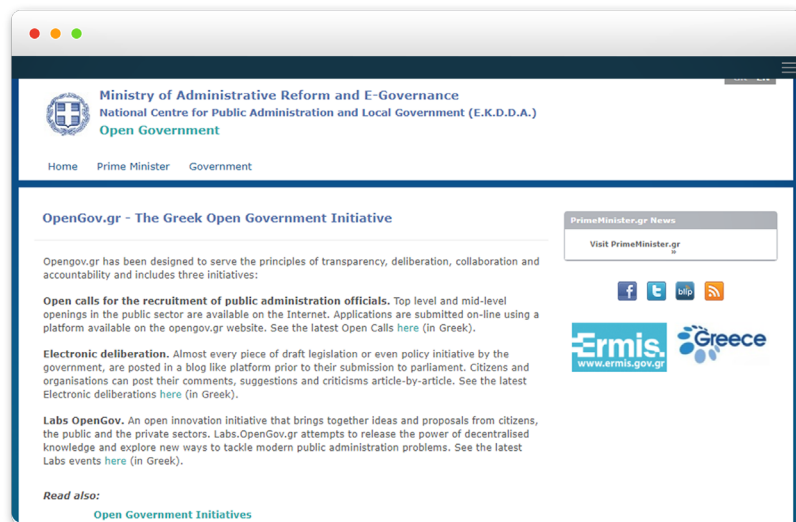 EN
Ministry of Administrative Reform and E-Governance
National Centre for Public Administration and Local Government (E.K.D.D.A.)
Open Government
Home Prime Minister Government
OpenGov.gr - The Greek Open Government Initiative
Opengov.gr has been designed to serve the principles of transparency, deliberation, collaboration and
accountability and includes three initiatives:
Open calls for the recruitment of public administration officials. Top level and mid-level
openings in the public sector are available on the Internet. Applications are submitted on-line using a
platform available on the opengov.gr website. See the latest Open Calls here (in Greek).
Electronic deliberation. Almost every piece of draft legislation or even policy initiative by the
government, are posted in a blog like platform prior to their submission to parliament. Citizens and
organisations can post their comments, suggestions and criticisms article-by-article. See the latest
Electronic deliberations here (in Greek).
Labs OpenGov. An open innovation initiative that brings together ideas and proposals from citizens,
the public and the private sectors. Labs.OpenGov.gr attempts to release the power of decentralised
knowledge and explore new ways to tackle modern public administration problems. See the latest
Labs events here (in Greek).
Read also:
Open Government Initiatives
PrimeMinister.gr News
Visit PrimeMinister.gr
»
f t blip
Ermis.
www.ermis.gov.gr
Greece